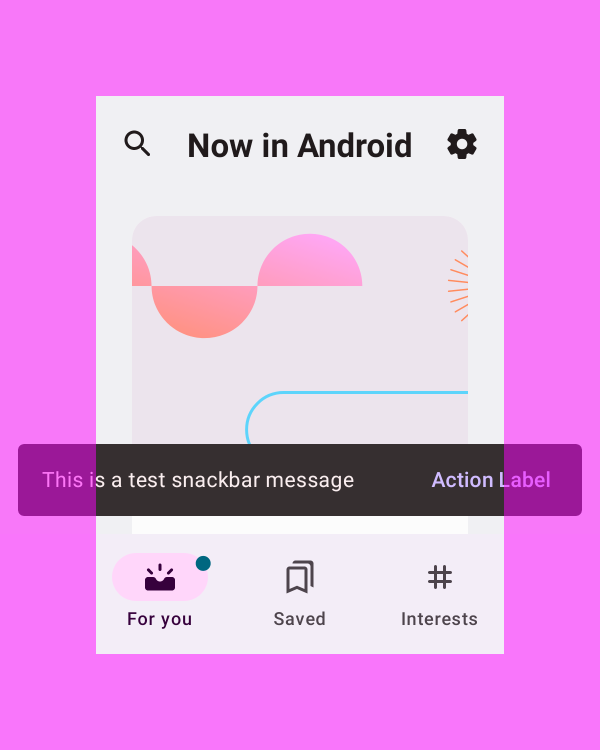 Now in Android
This is a test snackbar message Action Label
For you Saved Interests